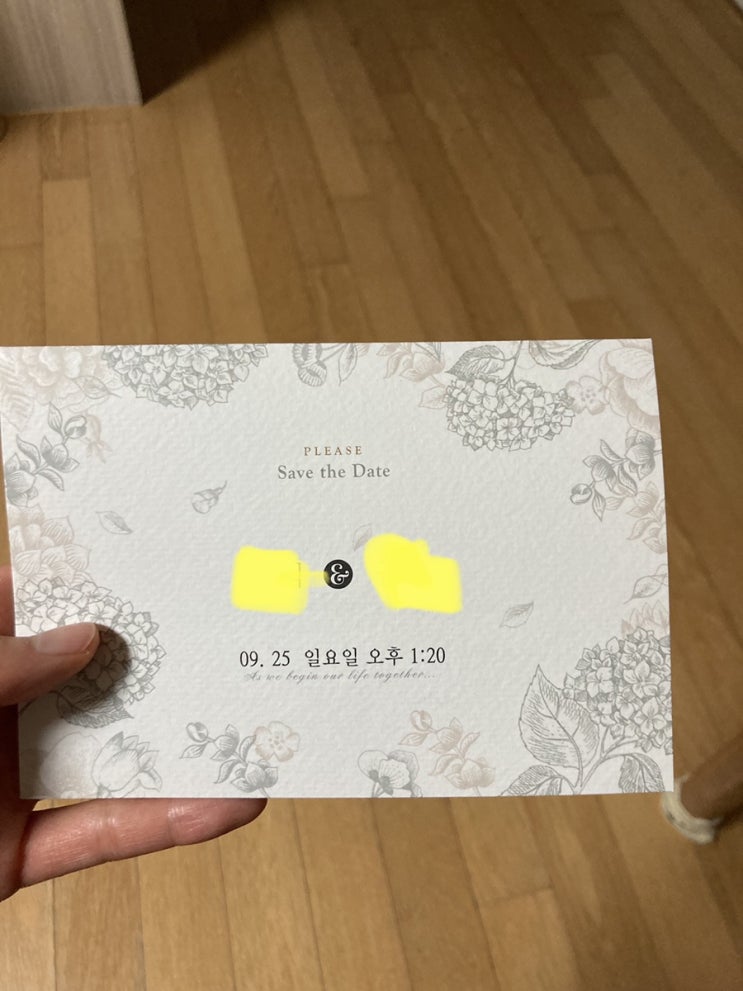 PLEASE
Save the Date
&
09. 25 일요일 오후 1:20
As we begin our life together...